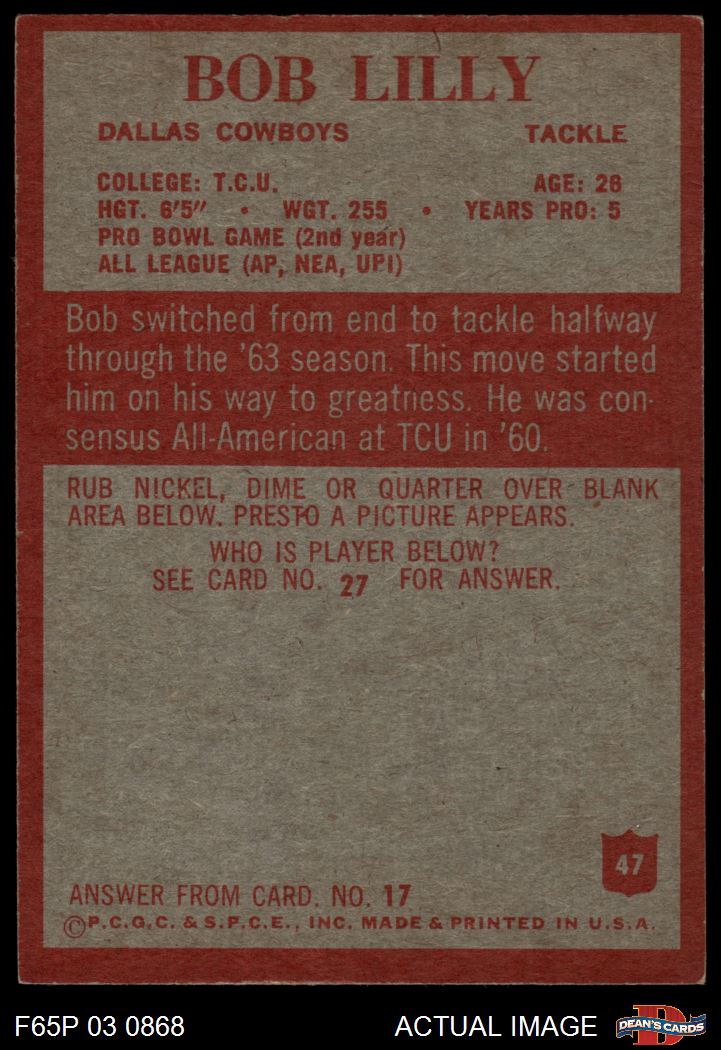 BOB LILLY
DALLAS COWBOYS TACKLE
COLLEGE: T.C.U. AGE: 26
HGT. 6'5" • WGT. 255 • YEARS PRO: 5
PRO BOWL GAME (2nd year)
ALL LEAGUE (AP, NEA, UPI)
Bob switched from end to tackle halfway
through the '63 season. This move started
him on his way to greatness. He was con-
sensus All-American at TCU in '60.
RUB NICKEL, DIME OR QUARTER OVER BLANK
AREA BELOW. PRESTO A PICTURE APPEARS.
WHO IS PLAYER BELOW?
SEE CARD NO. 27 FOR ANSWER.
47
ANSWER FROM CARD. NO. 17
©P.C.G.C. & S.P.C.E., INC. MADE & PRINTED IN U.S.A.
F65P 03 0868 ACTUAL IMAGE
D
DEAN'S CARDS